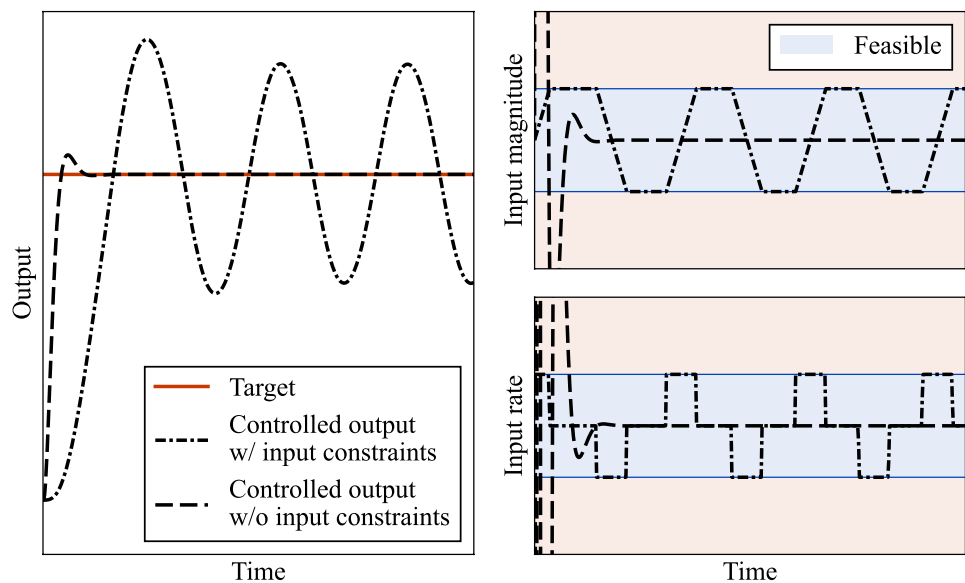 Output
Target
Controlled output
w/ input constraints
Controlled output
w/o input constraints
Time
Input magnitude
Feasible
Input rate
Time